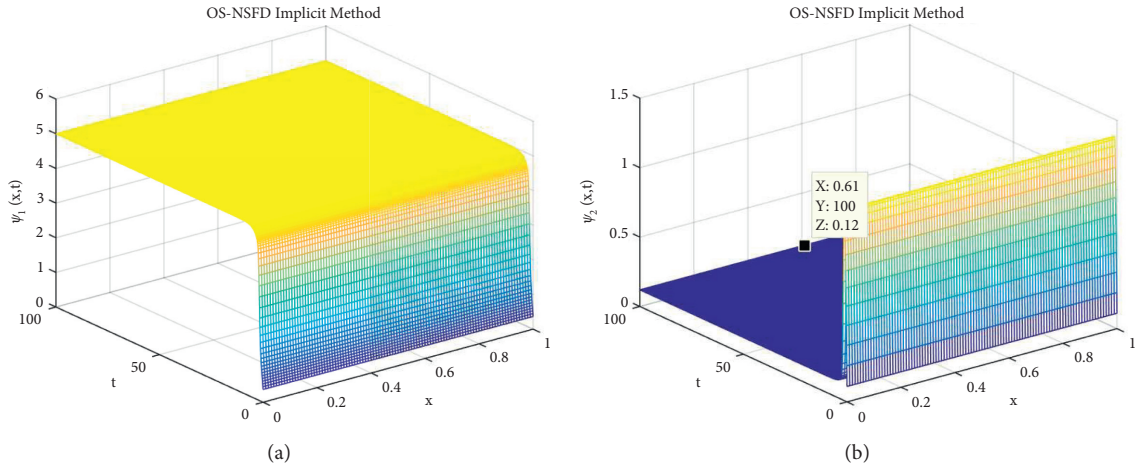 OS-NSFD Implicit Method
6
5
4
3
2
1
0
ψ1 (x,t)
100
50
0
t
0
0.2
0.4
0.6
0.8
1
x
(a)
OS-NSFD Implicit Method
1.5
1
0.5
0
ψ2 (x,t)
X: 0.61
Y: 100
Z: 0.12
100
50
0
t
0
0.2
0.4
0.6
0.8
1
x
(b)